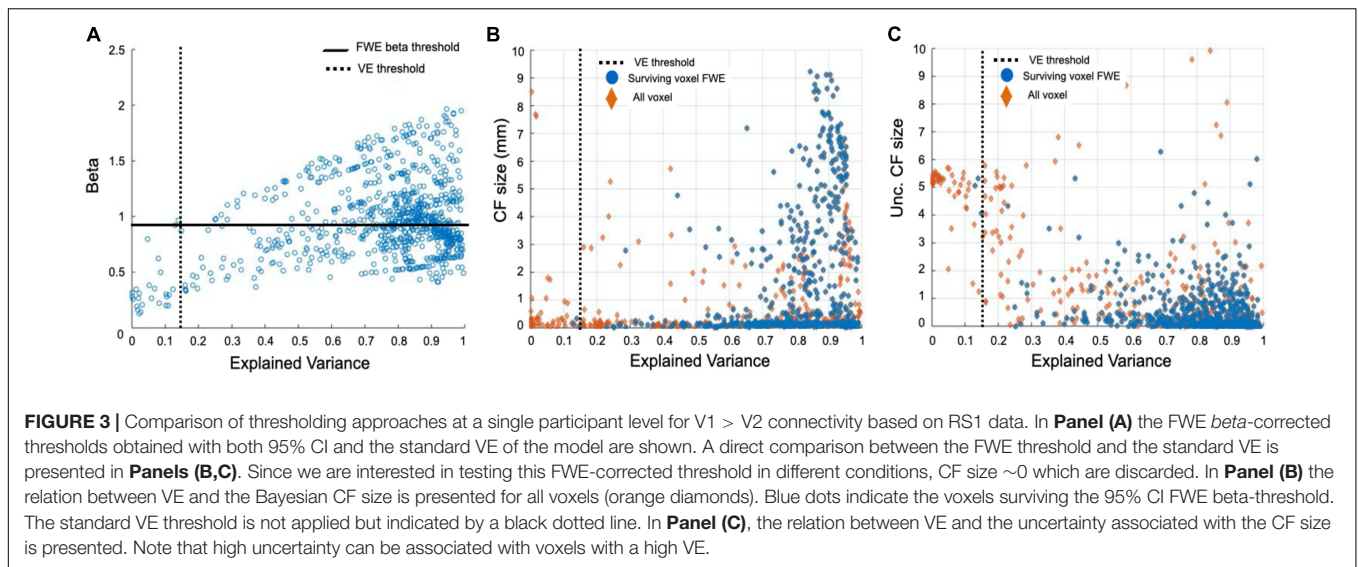 A
2.5
2
1.5
1
0.5
0
Beta
0 0.1 0.2 0.3 0.4 0.5 0.6 0.7 0.8 0.9 1
Explained Variance
FWE beta threshold
VE threshold
B
10
9
8
7
6
5
4
3
2
1
0
CF size (mm)
0 0.1 0.2 0.3 0.4 0.5 0.6 0.7 0.8 0.9 1
Explained Variance
VE threshold
Surviving voxel FWE
All voxel
C
10
9
8
7
6
5
4
3
2
1
0
Unc. CF size
0 0.1 0.2 0.3 0.4 0.5 0.6 0.7 0.8 0.9 1
Explained Variance
VE threshold
Surviving voxel FWE
All voxel
FIGURE 3 | Comparison of thresholding approaches at a single participant level for V1 > V2 connectivity based on RS1 data. In Panel (A) the FWE beta-corrected
thresholds obtained with both 95% CI and the standard VE of the model are shown. A direct comparison between the FWE threshold and the standard VE is
presented in Panels (B,C). Since we are interested in testing this FWE-corrected threshold in different conditions, CF size ~0 which are discarded. In Panel (B) the
relation between VE and the Bayesian CF size is presented for all voxels (orange diamonds). Blue dots indicate the voxels surviving the 95% CI FWE beta-threshold.
The standard VE threshold is not applied but indicated by a black dotted line. In Panel (C), the relation between VE and the uncertainty associated with the CF size
is presented. Note that high uncertainty can be associated with voxels with a high VE.